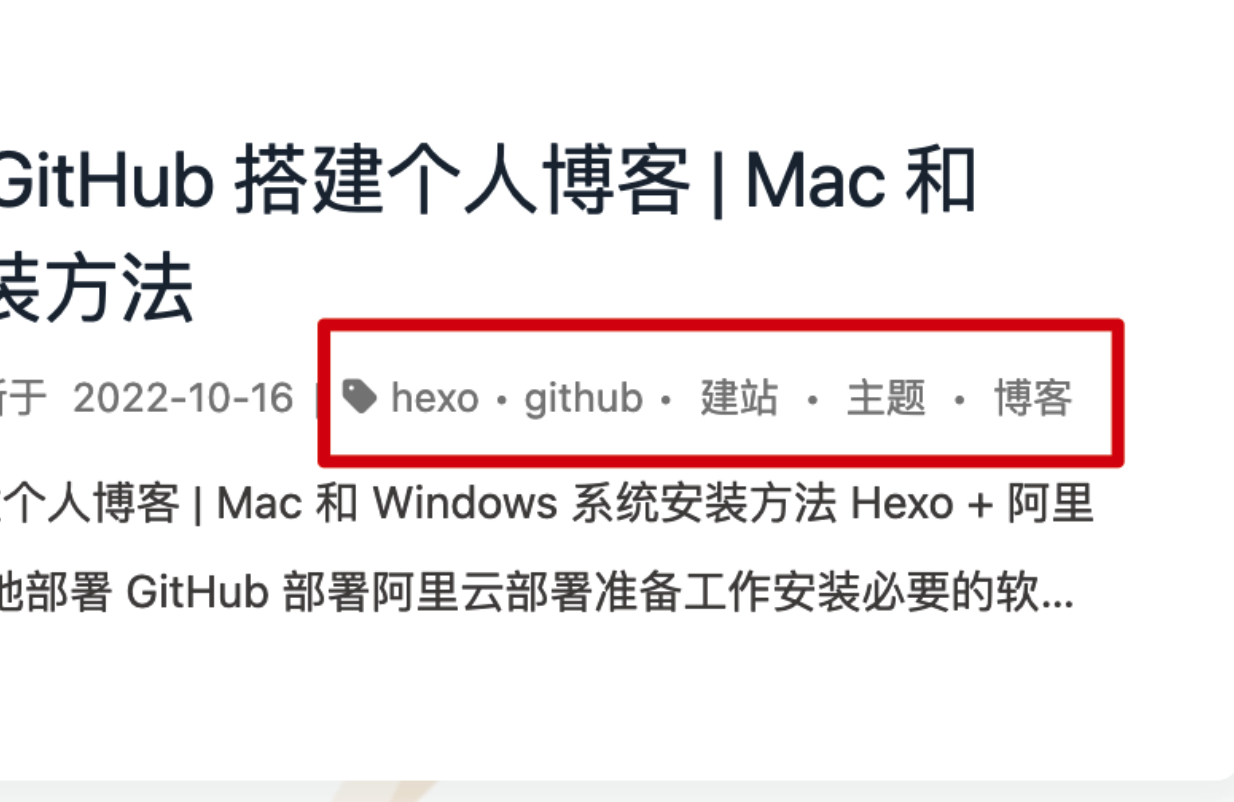 GitHub 搭建个人博客 | Mac 和
装方法
于 2022-10-16 | hexo • github • 建站 • 主题 • 博客
个人博客 | Mac 和 Windows 系统安装方法 Hexo + 阿里
部署 GitHub 部署阿里云部署准备工作安装必要的软...